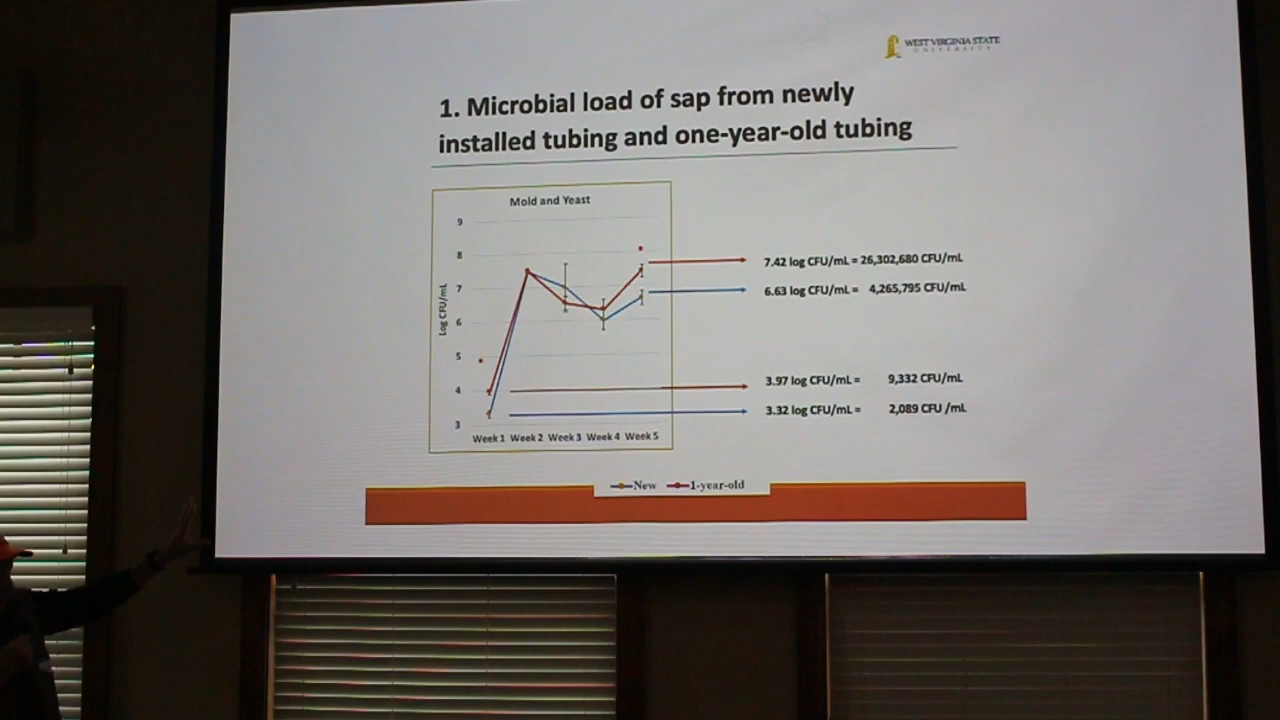 WEST VIRGINIA STATE
UNIVERSITY
1. Microbial load of sap from newly
installed tubing and one-year-old tubing
Mold and Yeast
9
8
7
6
5
4
3
Log CFU/mL
Week 1 Week 2 Week 3 Week 4 Week 5
7.42 log CFU/mL = 26,302,680 CFU/mL
6.63 log CFU/mL = 4,265,795 CFU/mL
3.97 log CFU/mL = 9,332 CFU/mL
3.32 log CFU/mL = 2,089 CFU /mL
New 1-year-old